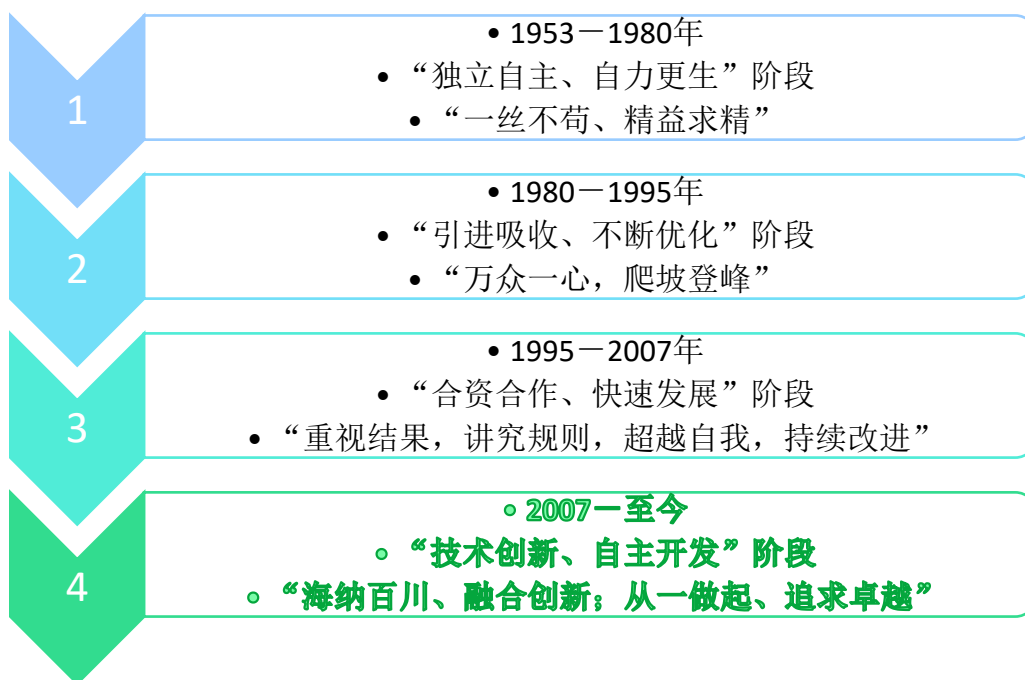 1
• 1953－1980年
• “独立自主、自力更生”阶段
• “一丝不苟、精益求精”
2
• 1980－1995年
• “引进吸收、不断优化”阶段
• “万众一心，爬坡登峰”
3
• 1995－2007年
• “合资合作、快速发展”阶段
• “重视结果，讲究规则，超越自我，持续改进”
4
• 2007－至今
• “技术创新、自主开发”阶段
• “海纳百川、融合创新；从一做起、追求卓越”